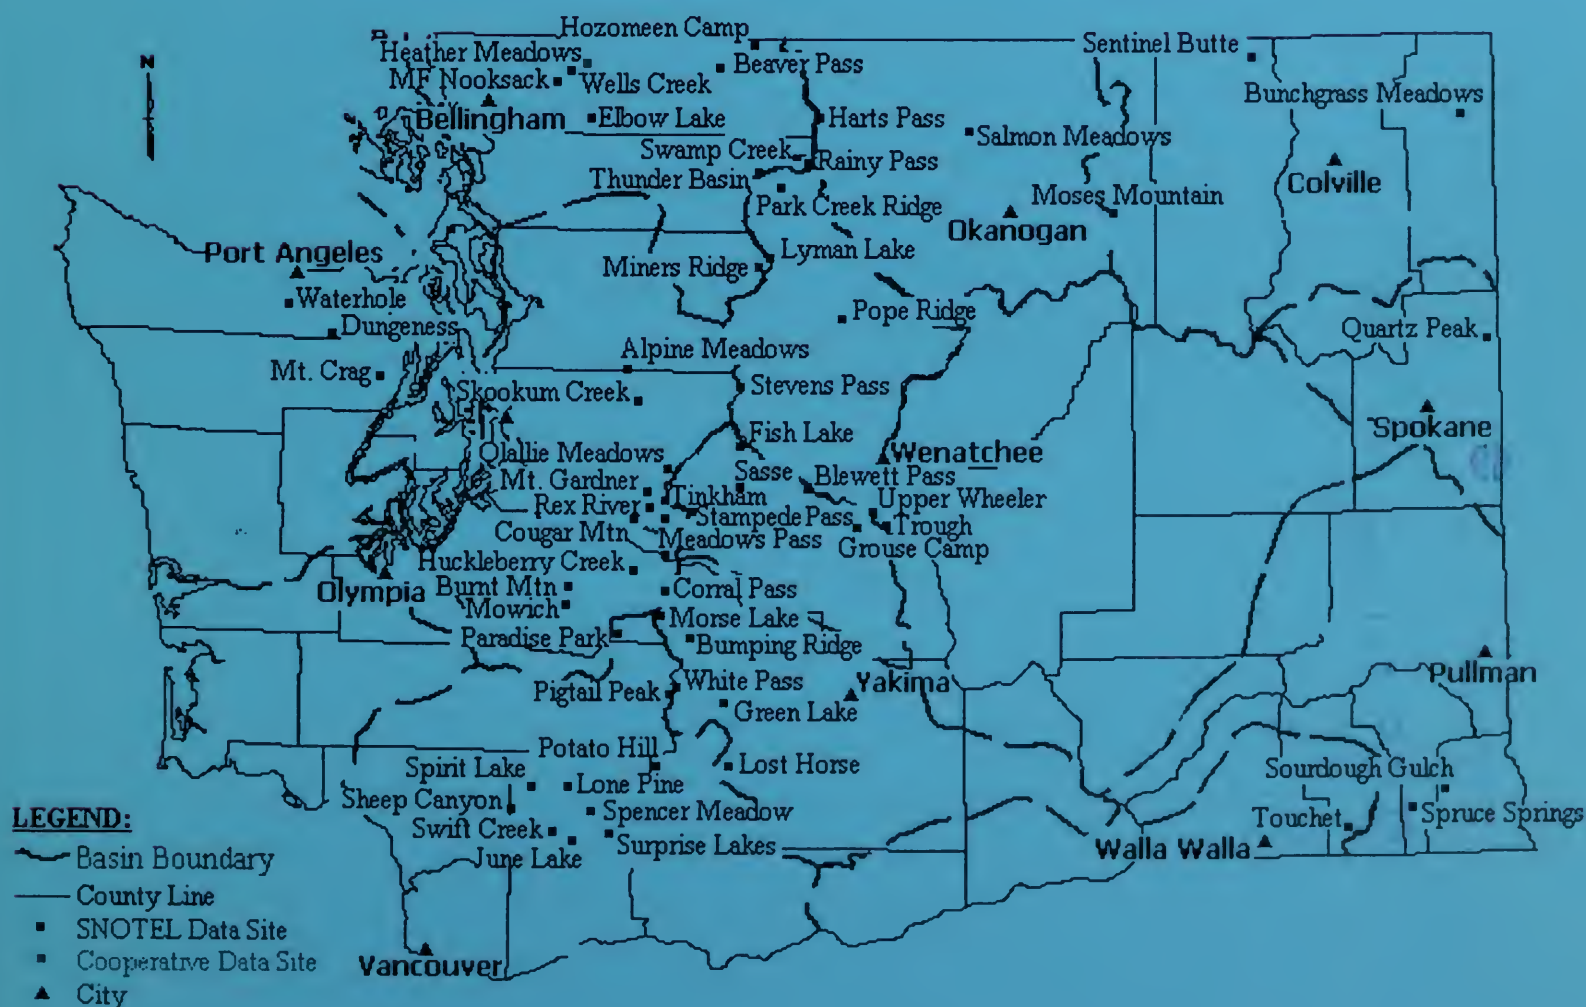 Hozomeen Camp
Heather Meadows
Sentinel Butte
MF Nooksack
Wells Creek
Beaver Pass
N
Bunchgrass Meadows
Bellingham
Elbow Lake
Harts Pass
Salmon Meadows
Swamp Creek
Rainy Pass
Thunder Basin
Colville
Park Creek Ridge
Moses Mountain
Okanogan
Port Angeles
Lyman Lake
Miners Ridge
Waterhole
Pope Ridge
Dungeness
Quartz Peak
Alpine Meadows
Mt. Crag
Skookum Creek
Stevens Pass
Fish Lake
Spokane
Olallie Meadows
Wenatchee
Sasse
Blewett Pass
Mt. Gardner
Tinkham
Upper Wheeler
Rex River
Stampede Pass
Trough
Cougar Mtn
Meadows Pass
Grouse Camp
Huckleberry Creek
Olympia
Burnt Mtn
Corral Pass
Mowich
Morse Lake
Paradise Park
Bumping Ridge
Pullman
White Pass
Yakima
Pigtail Peak
Green Lake
Potato Hill
Spirit Lake
Lone Pine
Lost Horse
Sourdough Gulch
Sheep Canyon
Spencer Meadow
Touchet
Spruce Springs
Swift Creek
Surprise Lakes
Walla Walla
June Lake
LEGEND:
Basin Boundary
County Line
SNOTEL Data Site
Cooperative Data Site
City
Vancouver